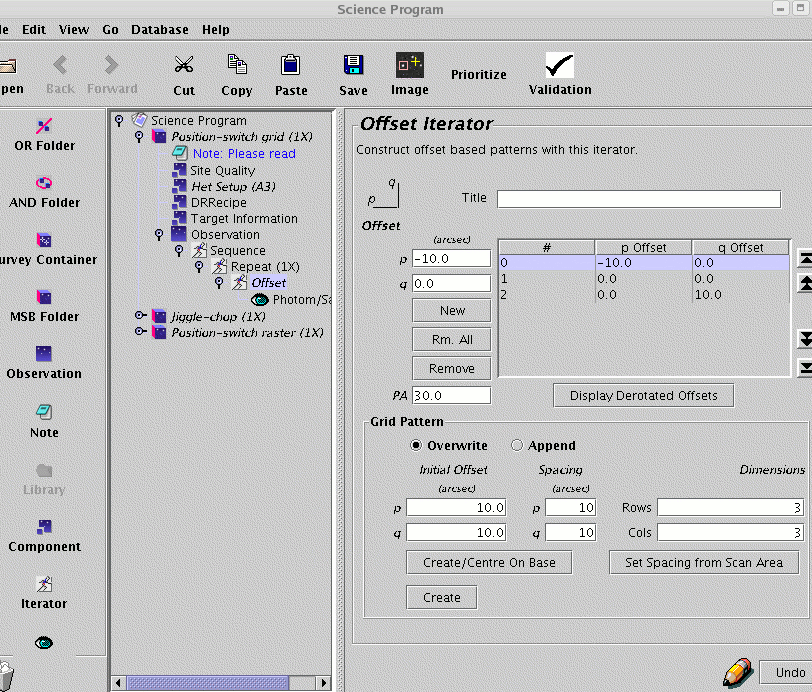 Science Program
le Edit View Go Database Help
pen Back Forward Cut Copy Paste Save Image Prioritize Validation
OR Folder
AND Folder
urvey Container
MSB Folder
Observation
Note
Library
Component
Iterator
Science Program
Position-switch grid (1X)
Note: Please read
Site Quality
Het Setup (A3)
DRRecipe
Target Information
Observation
Sequence
Repeat (1X)
Offset
Photom/Sa
Jiggle-chop (1X)
Position-switch raster (1X)
Offset Iterator
Construct offset based patterns with this iterator.
q
p
Title
Offset
(arcsec)
p -10.0
q 0.0
New
Rm. All
Remove
PA 30.0
# p Offset q Offset
0 -10.0 0.0
1 0.0 0.0
2 0.0 10.0
Display Derotated Offsets
Grid Pattern
Overwrite Append
Initial Offset Spacing Dimensions
(arcsec) (arcsec)
p 10.0 p 10 Rows 3
q 10.0 q 10 Cols 3
Create/Centre On Base Set Spacing from Scan Area
Create
Undo